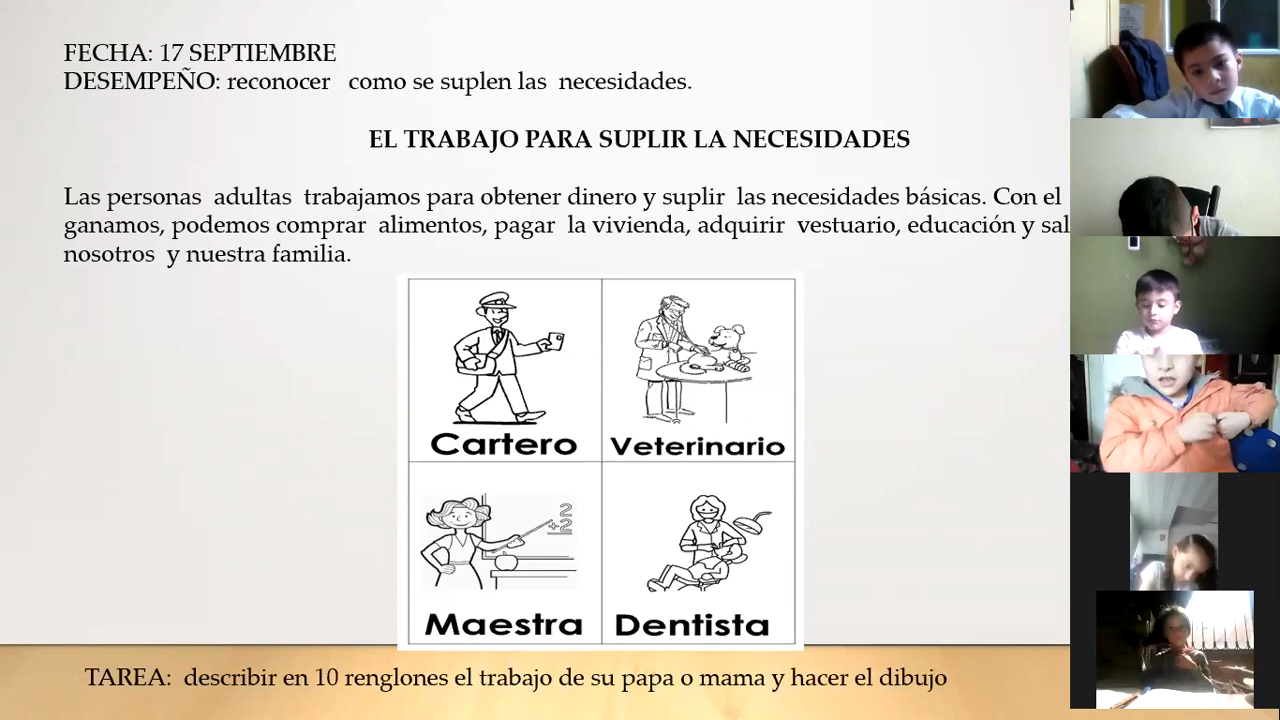 FECHA: 17 SEPTIEMBRE
DESEMPEÑO: reconocer como se suplen las necesidades.
EL TRABAJO PARA SUPLIR LA NECESIDADES
Las personas adultas trabajamos para obtener dinero y suplir las necesidades básicas. Con el
ganamos, podemos comprar alimentos, pagar la vivienda, adquirir vestuario, educación y sal
nosotros y nuestra familia.
Cartero
Veterinario
2
+2
Maestra
Dentista
TAREA: describir en 10 renglones el trabajo de su papa o mama y hacer el dibujo